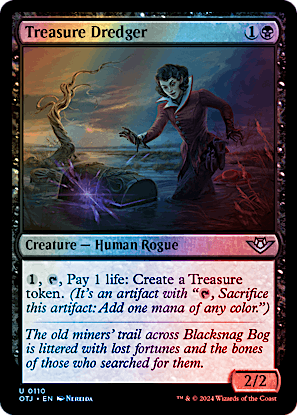 Treasure Dredger 1
Creature — Human Rogue
1, , Pay 1 life: Create a Treasure
token. (It's an artifact with “, Sacrifice
this artifact: Add one mana of any color.”)
The old miners' trail across Blacksnag Bog
is littered with lost fortunes and the bones
of those who searched for them.
2/2
U 0110
OTJ • EN Nereida
™ & © 2024 Wizards of the Coast